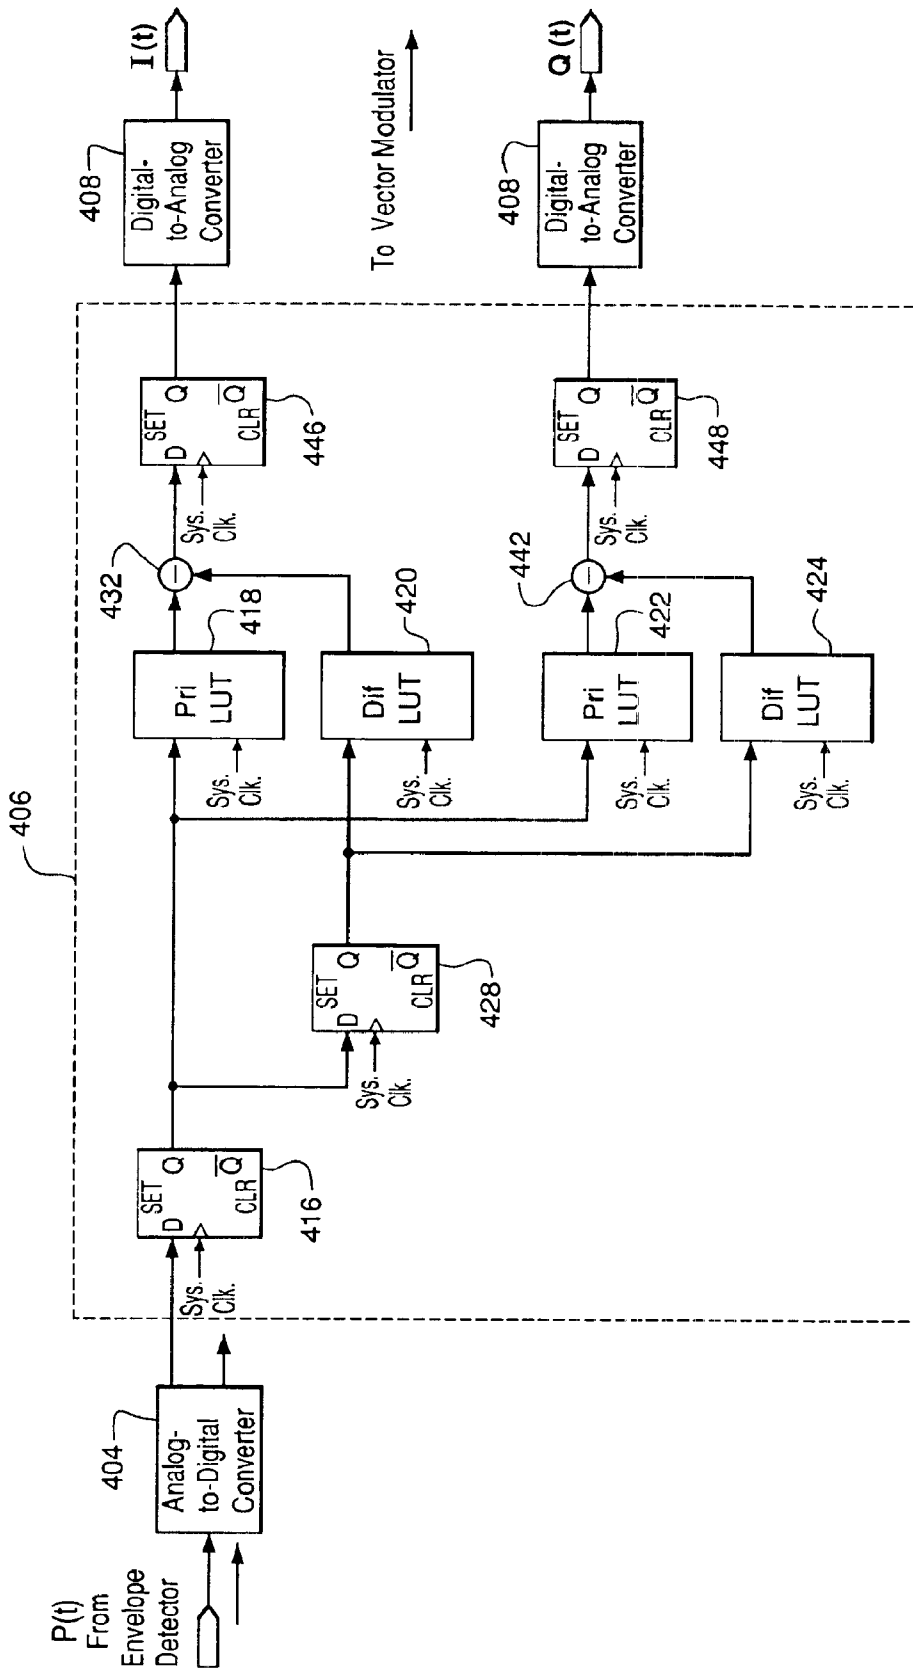 P(t)
From
Envelope
Detector
404
Analog-
to-Digital
Converter
406
Sys.
Clk.
SET
D Q
Q
CLR
416
Sys.
Clk.
SET
D Q
Q
CLR
428
Sys.
Clk.
Pri
LUT
418
Sys.
Clk.
Dif
LUT
420
Sys.
Clk.
Pri
LUT
422
Sys.
Clk.
Dif
LUT
424
432
−
442
−
Sys.
Clk.
SET
D Q
Q
CLR
446
Sys.
Clk.
SET
D Q
Q
CLR
448
408
Digital-
to-Analog
Converter
I(t)
To Vector Modulator
408
Digital-
to-Analog
Converter
Q (t)